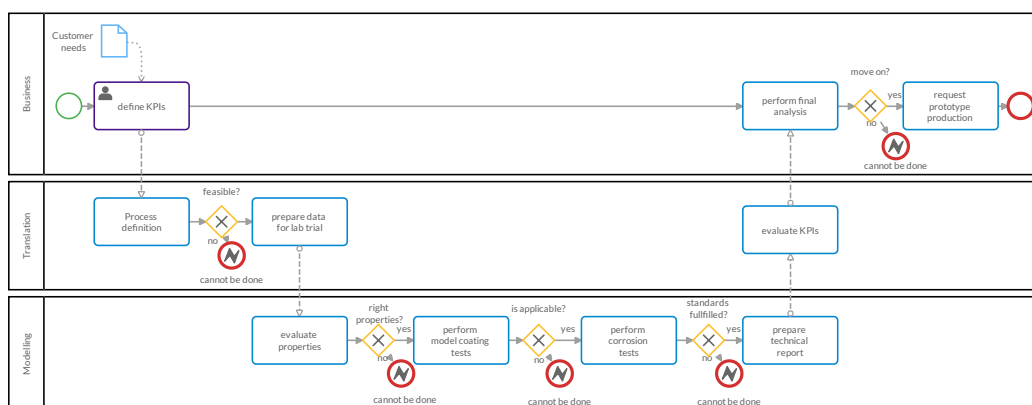 Business
Customer
needs
define KPIs
perform final
analysis
move on?
yes
no
request
prototype
production
cannot be done
Translation
Process
definition
feasible?
no
cannot be done
prepare data
for lab trial
evaluate KPIs
Modelling
evaluate
properties
right
properties?
yes
no
cannot be done
perform
model coating
tests
is applicable?
yes
no
cannot be done
perform
corrosion
tests
standards
fullfilled?
yes
no
cannot be done
prepare
technical
report